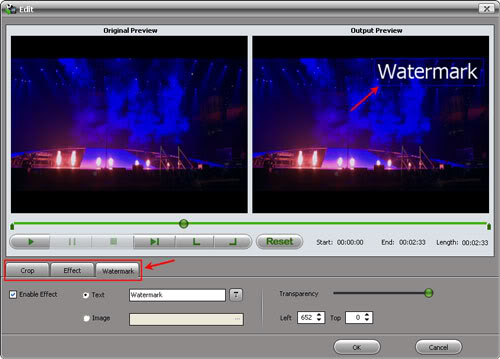 Edit
Original Preview
Output Preview
Watermark
Reset
Start: 00:00:00 End: 00:02:33 Length: 00:02:33
Crop Effect Watermark
Enable Effect Text Watermark T Transparency
Image ... Left 652 Top 0
OK Cancel